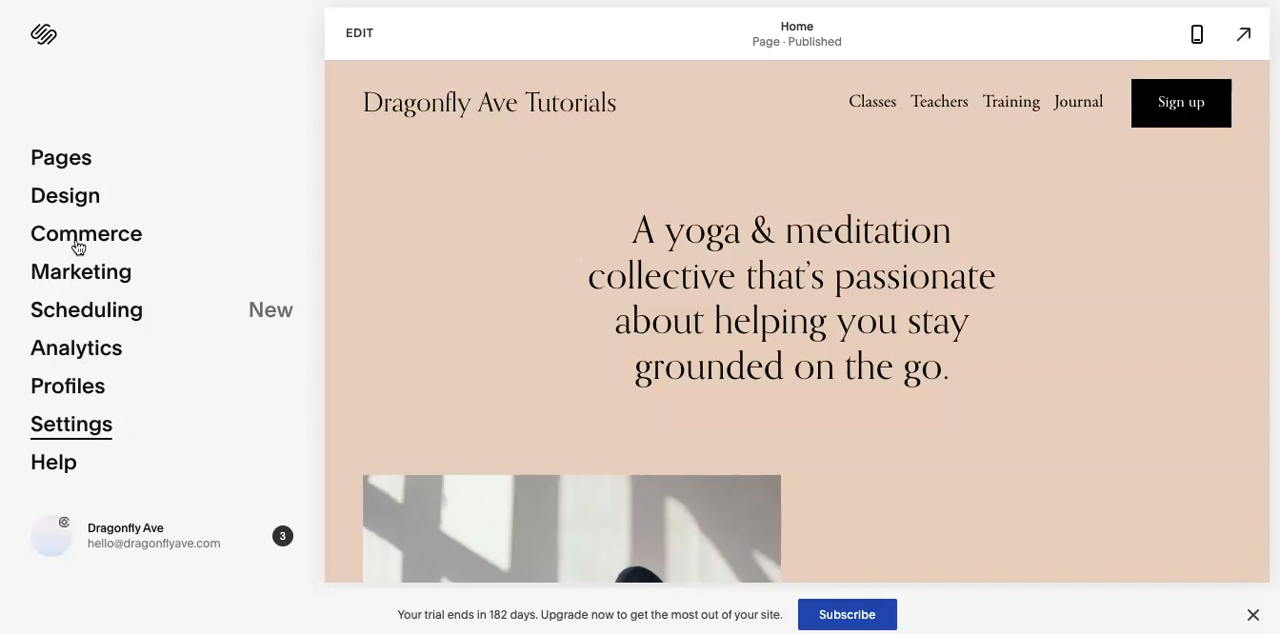 EDIT
Home
Page · Published
Dragonfly Ave Tutorials
Classes Teachers Training Journal
Sign up
Pages
Design
Commerce
Marketing
Scheduling New
Analytics
Profiles
Settings
Help
A yoga & meditation
collective that's passionate
about helping you stay
grounded on the go.
Dragonfly Ave
hello@dragonflyave.com
3
Your trial ends in 182 days. Upgrade now to get the most out of your site.
Subscribe